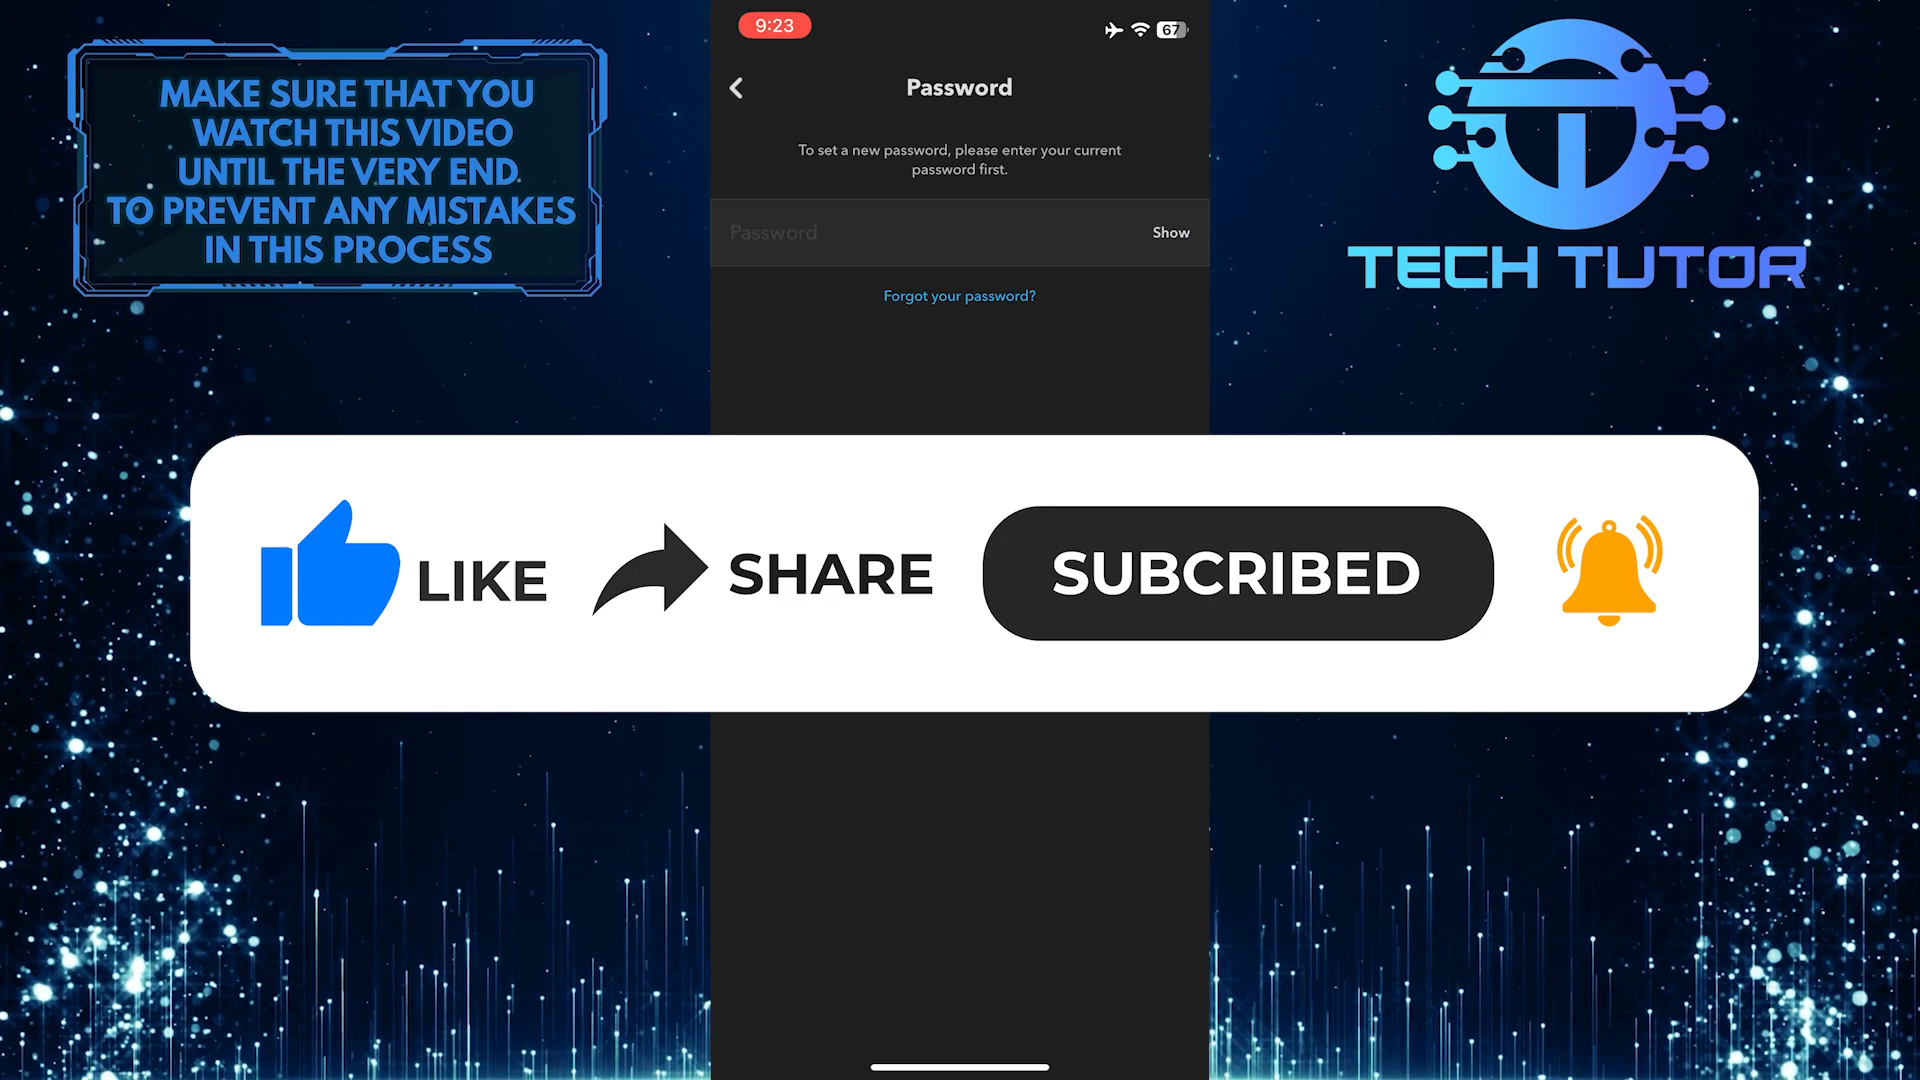 MAKE SURE THAT YOU
WATCH THIS VIDEO
UNTIL THE VERY END
TO PREVENT ANY MISTAKES
IN THIS PROCESS
9:23
67
Password
To set a new password, please enter your current
password first.
Password
Show
Forgot your password?
TECH TUTOR
LIKE
SHARE
SUBCRIBED